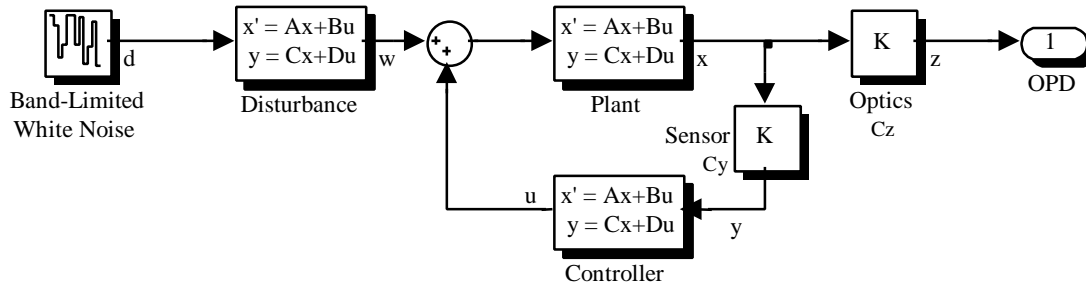 x' = Ax+Bu
y = Cx+Du
d
w
Band-Limited
White Noise
Disturbance
+
+
x' = Ax+Bu
y = Cx+Du
x
Plant
K
z
Optics
Cz
1
OPD
Sensor
Cy
K
u
x' = Ax+Bu
y = Cx+Du
y
Controller